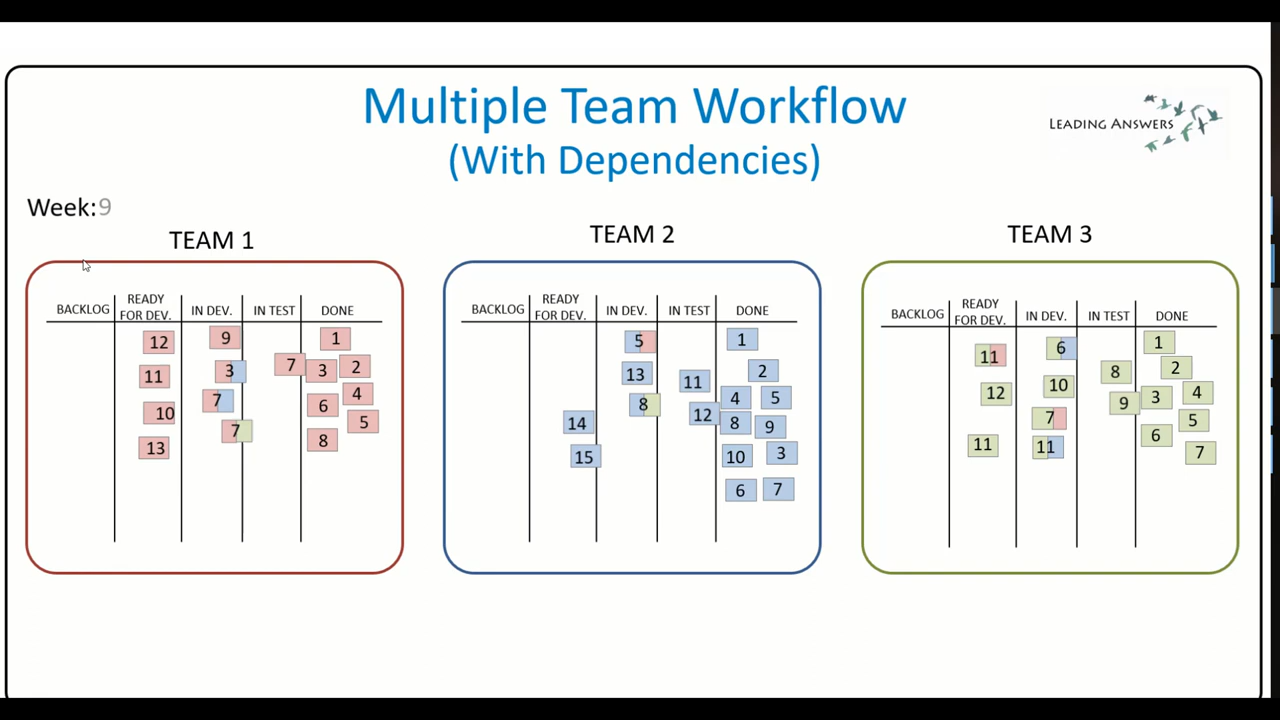 Multiple Team Workflow
(With Dependencies)
LEADING ANSWERS
Week:9
TEAM 1
TEAM 2
TEAM 3
BACKLOG
READY
FOR DEV.
IN DEV.
IN TEST
DONE
12
11
10
13
9
3
7
7
7
1
3
2
4
6
5
8
BACKLOG
READY
FOR DEV.
IN DEV.
IN TEST
DONE
14
15
5
13
8
11
12
1
2
4
5
8
9
10
3
6
7
BACKLOG
READY
FOR DEV.
IN DEV.
IN TEST
DONE
11
12
11
6
10
7
11
8
9
1
2
3
4
5
6
7